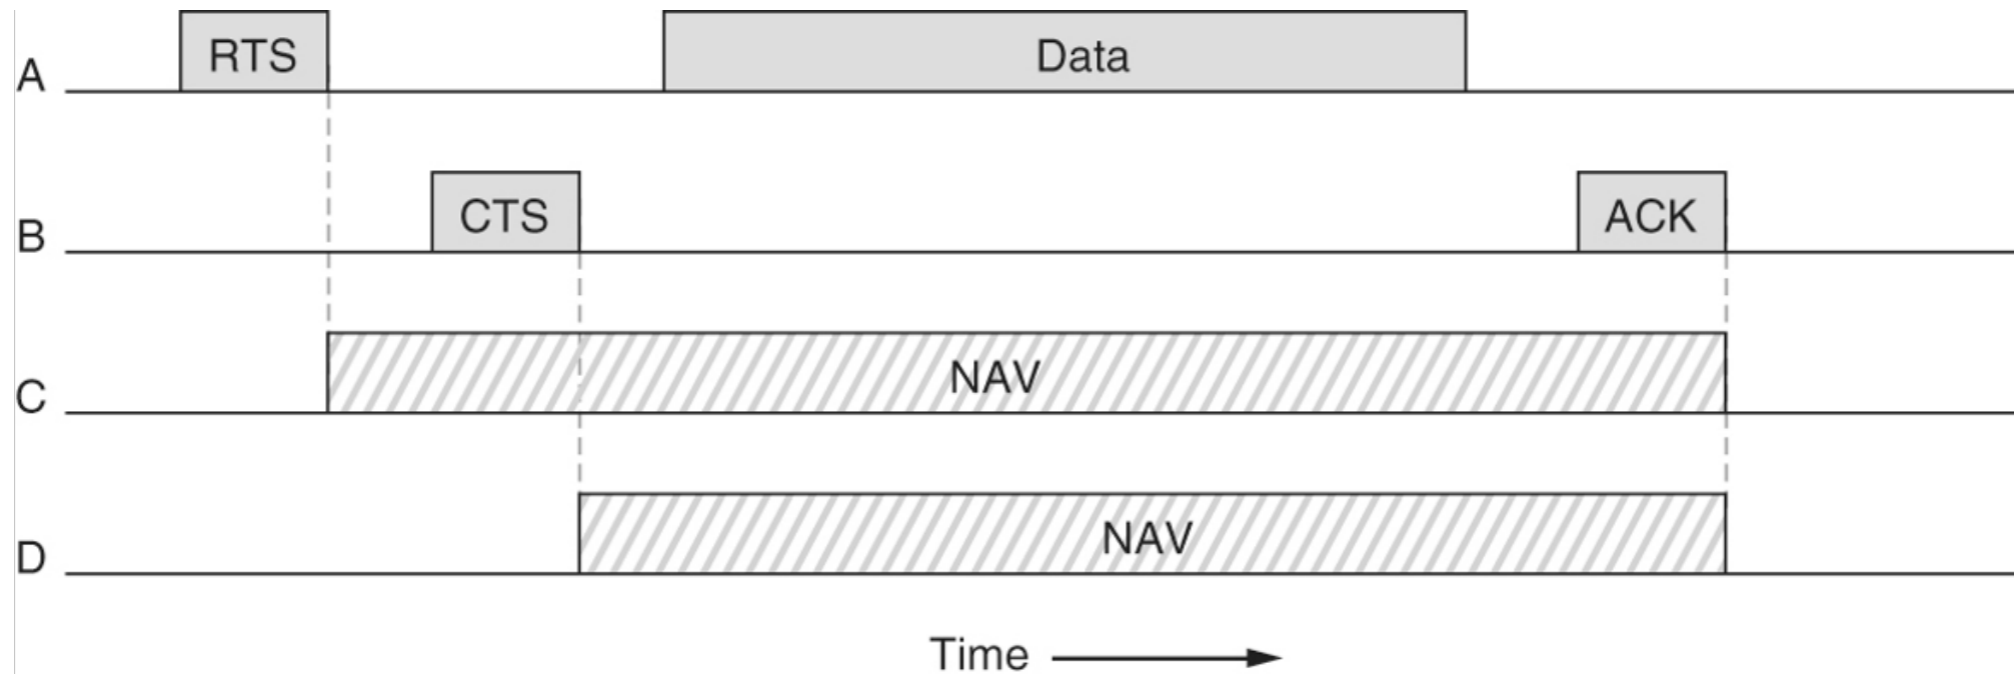 A RTS Data
B CTS ACK
C NAV
D NAV
Time